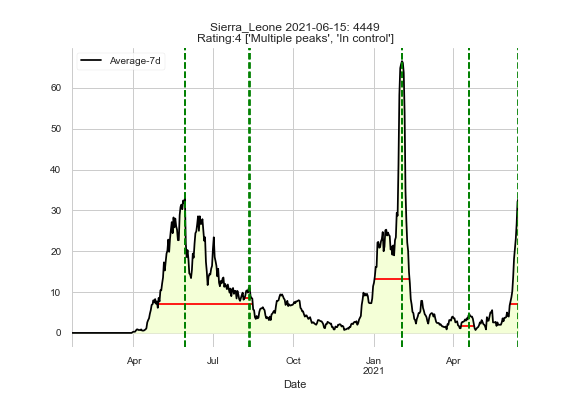 Sierra_Leone 2021-06-15: 4449
Rating:4 ['Multiple peaks', 'In control']
Average-7d
60
50
40
30
20
10
0
Apr
Jul
Oct
Jan
2021
Apr
Date